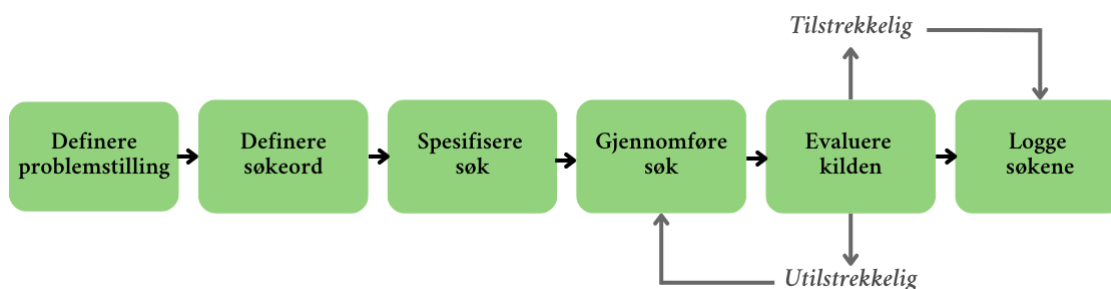 Tilstrekkelig
Definere
problemstilling
Definere
søkeord
Spesifisere
søk
Gjennomføre
søk
Evaluere
kilden
Logge
søkene
Utilstrekkelig